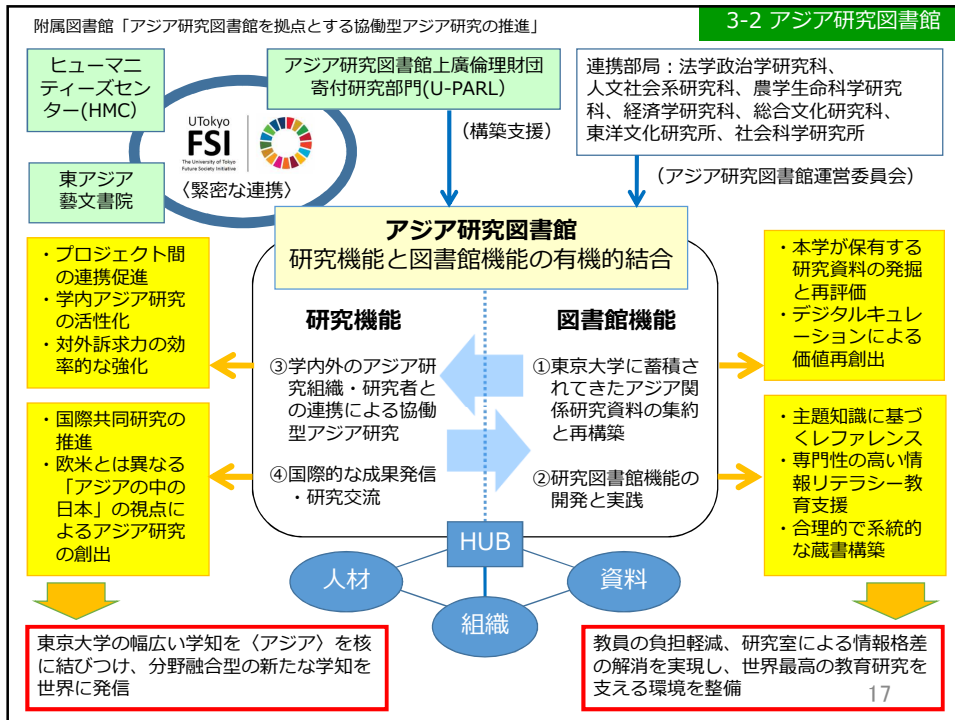 附属図書館「アジア研究図書館を拠点とする協働型アジア研究の推進」
3-2 アジア研究図書館
ヒューマニ
ティーズセン
ター(HMC)
アジア研究図書館上廣倫理財団
寄付研究部門(U-PARL)
連携部局：法学政治学研究科、
人文社会系研究科、農学生命科学研究
科、経済学研究科、総合文化研究科、
東洋文化研究所、社会科学研究所
UTokyo
FSI
The University of Tokyo
Future Society Initiative
〈緊密な連携〉
（構築支援）
（アジア研究図書館運営委員会）
東アジア
藝文書院
アジア研究図書館
研究機能と図書館機能の有機的結合
・プロジェクト間
の連携促進
・学内アジア研究
の活性化
・対外訴求力の効
率的な強化
・国際共同研究の
推進
・欧米とは異なる
「アジアの中の
日本」の視点に
よるアジア研究
の創出
研究機能
③学内外のアジア研
究組織・研究者と
の連携による協働
型アジア研究
④国際的な成果発信
・研究交流
図書館機能
①東京大学に蓄積さ
れてきたアジア関
係研究資料の集約
と再構築
②研究図書館機能の
開発と実践
・本学が保有する
研究資料の発掘
と再評価
・デジタルキュレ
ーションによる
価値再創出
・主題知識に基づ
くレファレンス
・専門性の高い情
報リテラシー教
育支援
・合理的で系統的
な蔵書構築
HUB
人材
資料
組織
東京大学の幅広い学知を〈アジア〉を核
に結びつけ、分野融合型の新たな学知を
世界に発信
教員の負担軽減、研究室による情報格差
の解消を実現し、世界最高の教育研究を
支える環境を整備
17